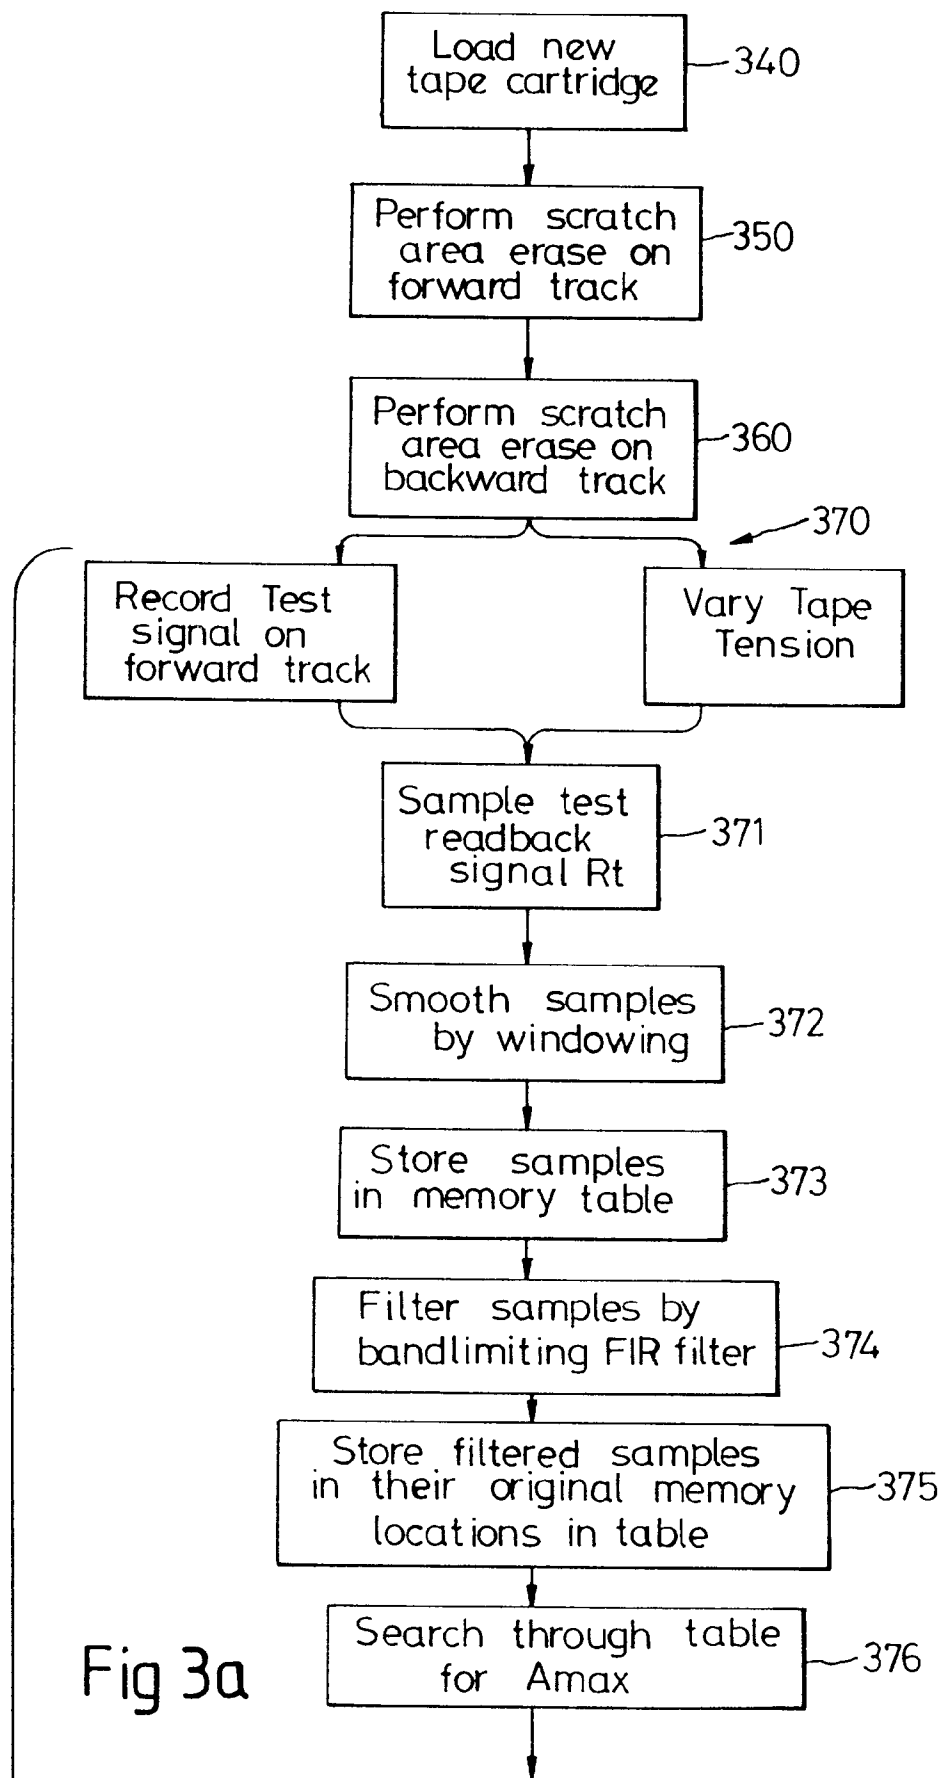 Load new
tape cartridge
340
Perform scratch
area erase on
forward track
350
Perform scratch
area erase on
backward track
360
370
Record Test
signal on
forward track
Vary Tape
Tension
Sample test
readback
signal Rt
371
Smooth samples
by windowing
372
Store samples
in memory table
373
Filter samples by
bandlimiting FIR filter
374
Store filtered samples
in their original memory
locations in table
375
Search through table
for Amax
376
Fig 3a